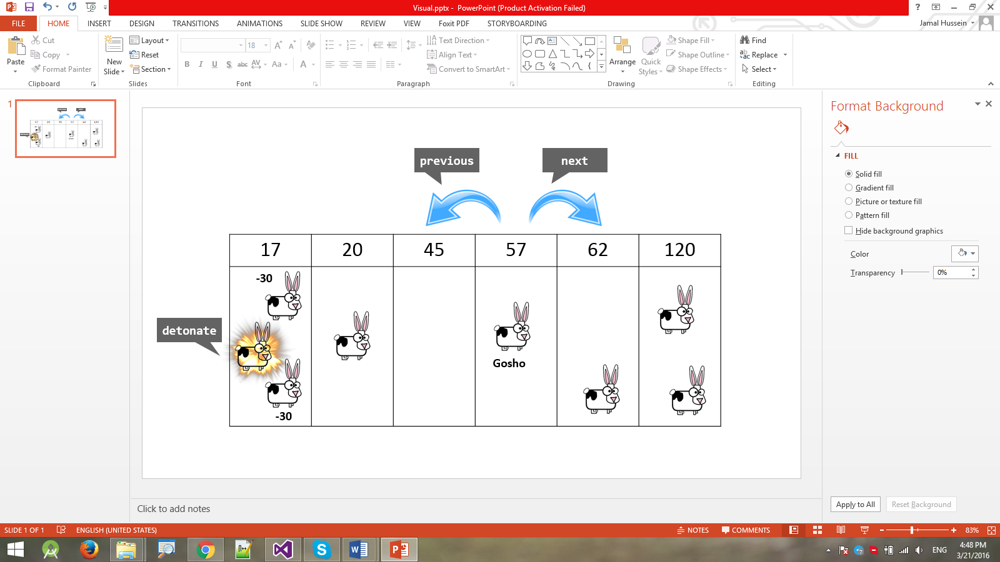 Visual.pptx - PowerPoint (Product Activation Failed)
FILE HOME INSERT DESIGN TRANSITIONS ANIMATIONS SLIDE SHOW REVIEW VIEW Foxit PDF STORYBOARDING
Jamal Hussein
Paste
Cut
Copy
Format Painter
Clipboard
New
Slide
Layout
Reset
Section
Slides
18
B I U S abc AV Aa A
Font
Text Direction
Align Text
Convert to SmartArt
Paragraph
Arrange
Quick
Styles
Shape Fill
Shape Outline
Shape Effects
Drawing
Find
Replace
Select
Editing
1
previous
next
17 20 45 57 62 120
-30
detonate
Gosho
-30
Click to add notes
Format Background
FILL
Solid fill
Gradient fill
Picture or texture fill
Pattern fill
Hide background graphics
Color
Transparency 0%
Apply to All
Reset Background
SLIDE 1 OF 1 ENGLISH (UNITED STATES)
NOTES COMMENTS 83%
ENG
4:48 PM
3/21/2016